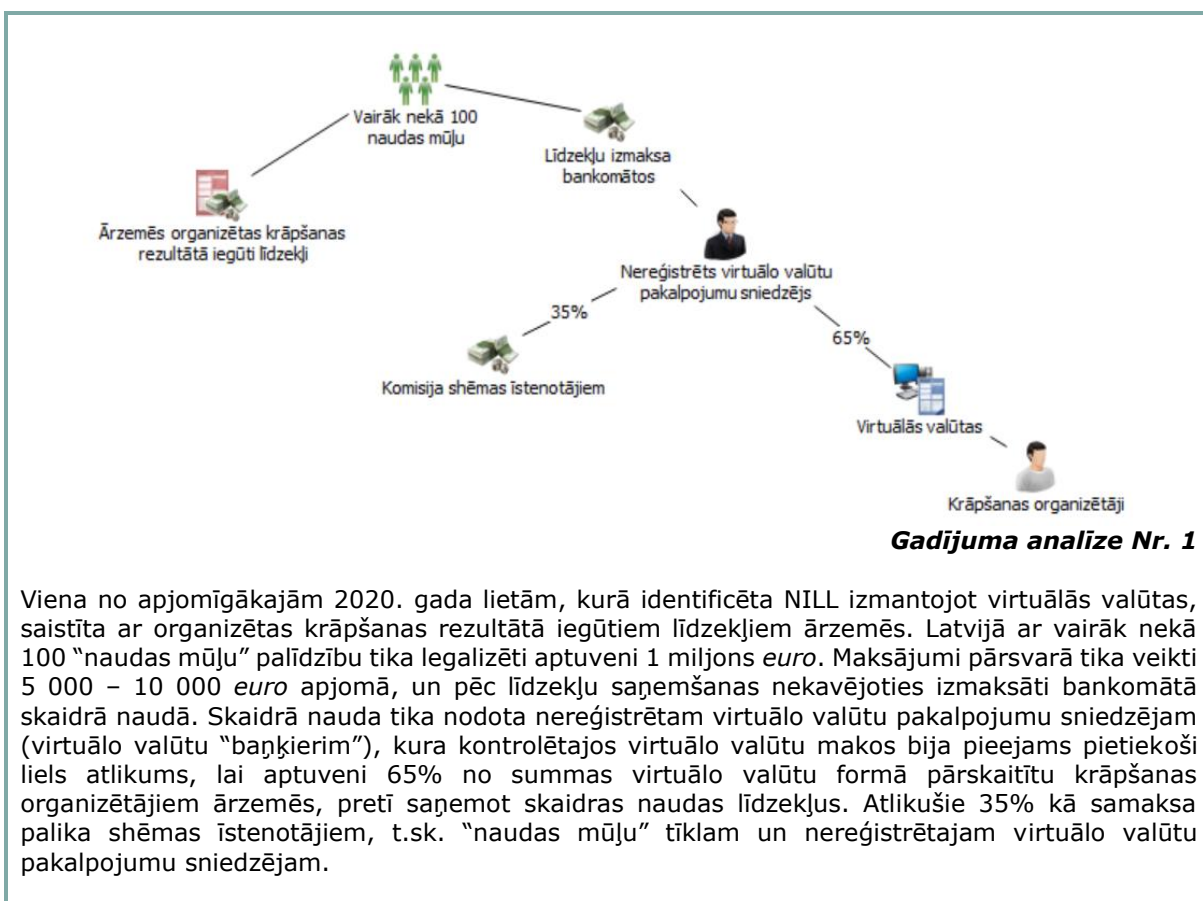 Vairāk nekā 100
naudas mūļu
Līdzekļu izmaksa
bankomātos
Ārzemēs organizētas krāpšanas
rezultātā iegūti līdzekļi
Nereģistrēts virtuālo valūtu
pakalpojumu sniedzējs
35%
65%
Komisija shēmas īstenotājiem
Virtuālās valūtas
Krāpšanas organizētāji
Gadījuma analīze Nr. 1
Viena no apjomīgākajām 2020. gada lietām, kurā identificēta NILL izmantojot virtuālās valūtas,
saistīta ar organizētas krāpšanas rezultātā iegūtiem līdzekļiem ārzemēs. Latvijā ar vairāk nekā
100 “naudas mūļu” palīdzību tika legalizēti aptuveni 1 miljons euro. Maksājumi pārsvarā tika veikti
5 000 – 10 000 euro apjomā, un pēc līdzekļu saņemšanas nekavējoties izmaksāti bankomātā
skaidrā naudā. Skaidrā nauda tika nodota nereģistrētam virtuālo valūtu pakalpojumu sniedzējam
(virtuālo valūtu “baņķierim”), kura kontrolētajos virtuālo valūtu makos bija pieejams pietiekoši
liels atlikums, lai aptuveni 65% no summas virtuālo valūtu formā pārskaitītu krāpšanas
organizētājiem ārzemēs, pretī saņemot skaidras naudas līdzekļus. Atlikušie 35% kā samaksa
palika shēmas īstenotājiem, t.sk. “naudas mūļu” tīklam un nereģistrētajam virtuālo valūtu
pakalpojumu sniedzējam.